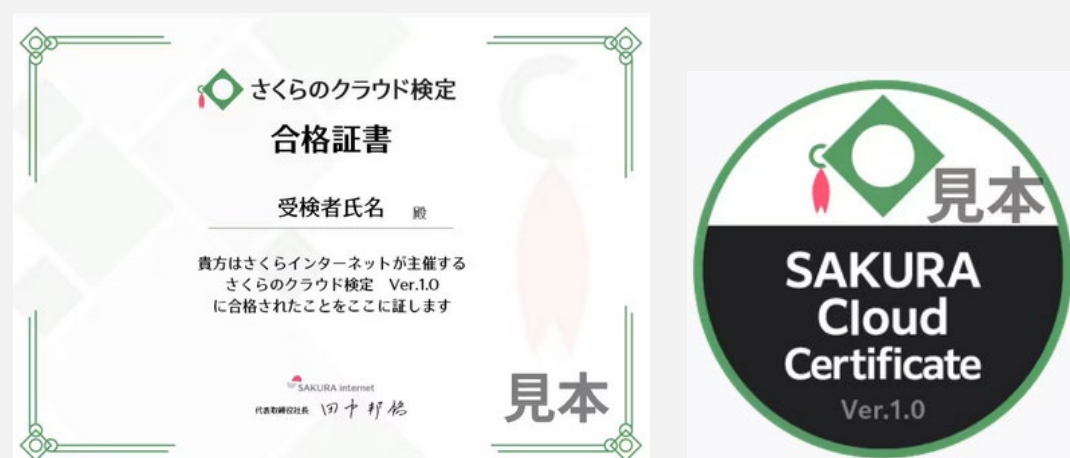 さくらのクラウド検定
合格証書
受検者氏名 殿
貴方はさくらインターネットが主催する
さくらのクラウド検定 Ver.1.0
に合格されたことをここに証します
SAKURA internet
代表取締役社長 田中邦裕
見本
見本
SAKURA
Cloud
Certificate
Ver.1.0